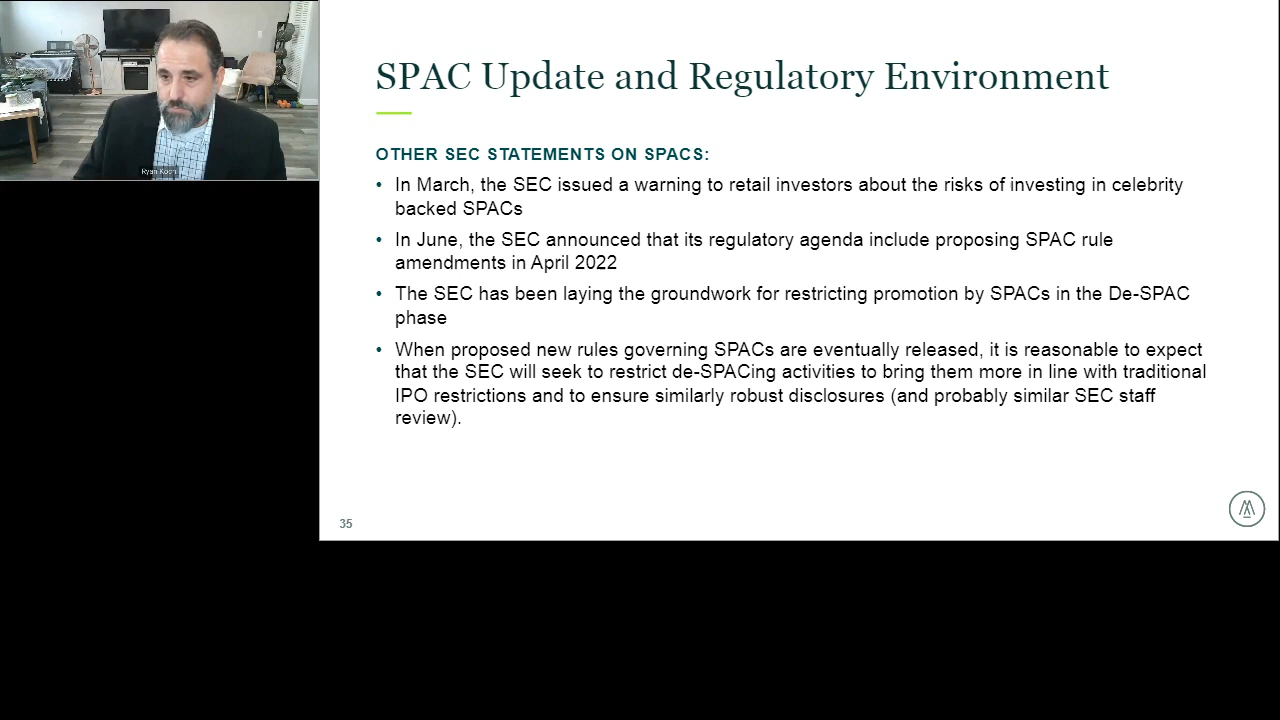 SPAC Update and Regulatory Environment
OTHER SEC STATEMENTS ON SPACS:
• In March, the SEC issued a warning to retail investors about the risks of investing in celebrity
backed SPACs
• In June, the SEC announced that its regulatory agenda include proposing SPAC rule
amendments in April 2022
• The SEC has been laying the groundwork for restricting promotion by SPACs in the De-SPAC
phase
• When proposed new rules governing SPACs are eventually released, it is reasonable to expect
that the SEC will seek to restrict de-SPACing activities to bring them more in line with traditional
IPO restrictions and to ensure similarly robust disclosures (and probably similar SEC staff
review).
35
Ryan Koch